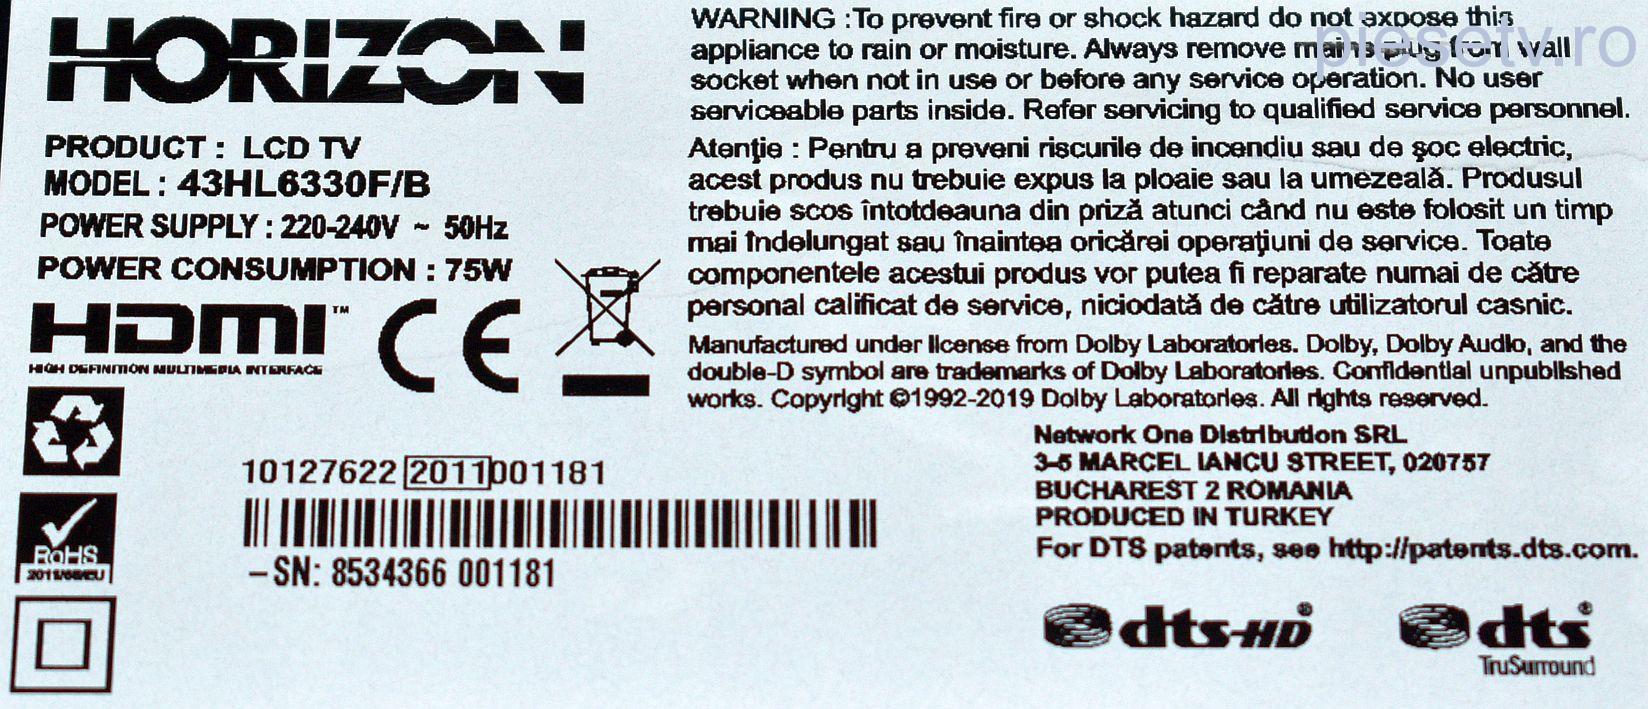 HORIZON
PRODUCT : LCD TV
MODEL : 43HL6330F/B
POWER SUPPLY : 220-240V ~ 50Hz
POWER CONSUMPTION : 75W
HDMI™
HIGH DEFINITION MULTIMEDIA INTERFACE
CE
RoHS
2011/65/EU
10127622 2011001181
–SN: 8534366 001181
WARNING :To prevent fire or shock hazard do not expose this
appliance to rain or moisture. Always remove mains plug from wall
socket when not in use or before any service operation. No user
serviceable parts inside. Refer servicing to qualified service personnel.
Atenţie : Pentru a preveni riscurile de incendiu sau de şoc electric,
acest produs nu trebuie expus la ploaie sau la umezeală. Produsul
trebuie scos întotdeauna din priză atunci când nu este folosit un timp
mai îndelungat sau înaintea oricărei operaţiuni de service. Toate
componentele acestui produs vor putea fi reparate numai de către
personal calificat de service, niciodată de către utilizatorul casnic.
Manufactured under license from Dolby Laboratories. Dolby, Dolby Audio, and the
double-D symbol are trademarks of Dolby Laboratories. Confidential unpublished
works. Copyright ©1992-2019 Dolby Laboratories. All rights reserved.
Network One Distribution SRL
3-5 MARCEL IANCU STREET, 020757
BUCHAREST 2 ROMANIA
PRODUCED IN TURKEY
For DTS patents, see http://patents.dts.com.
dts-HD®
dts®
TruSurround
piesetv.ro